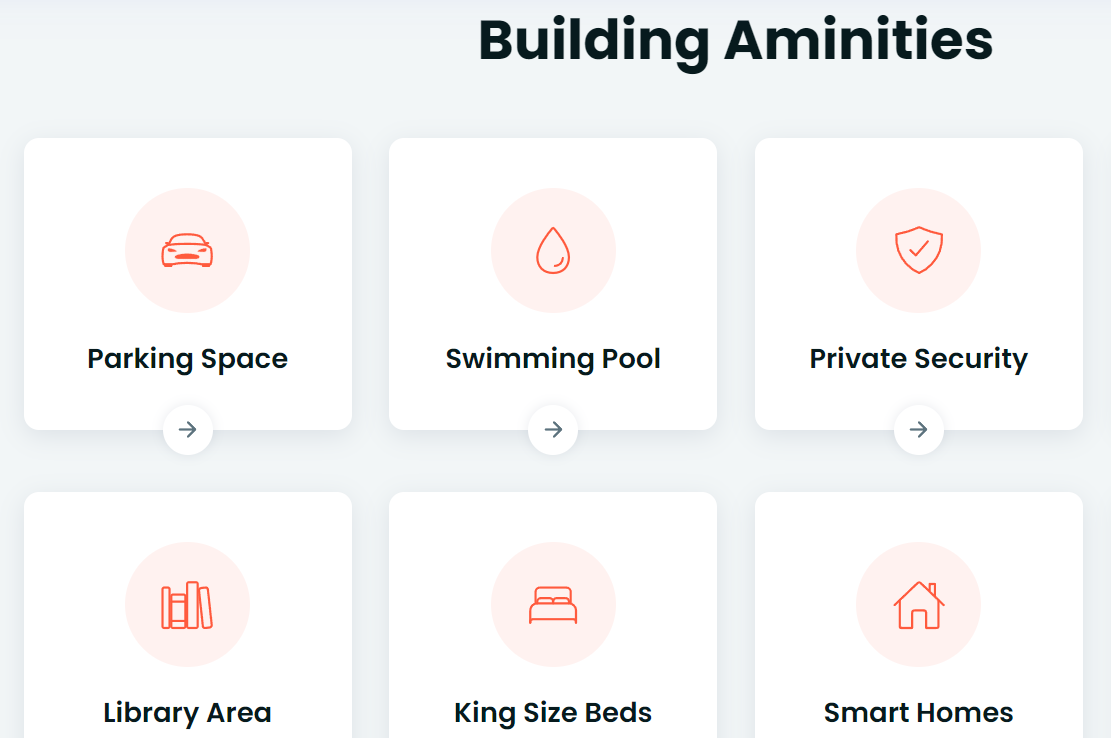 Building Aminities
Parking Space
Swimming Pool
Private Security
Library Area
King Size Beds
Smart Homes